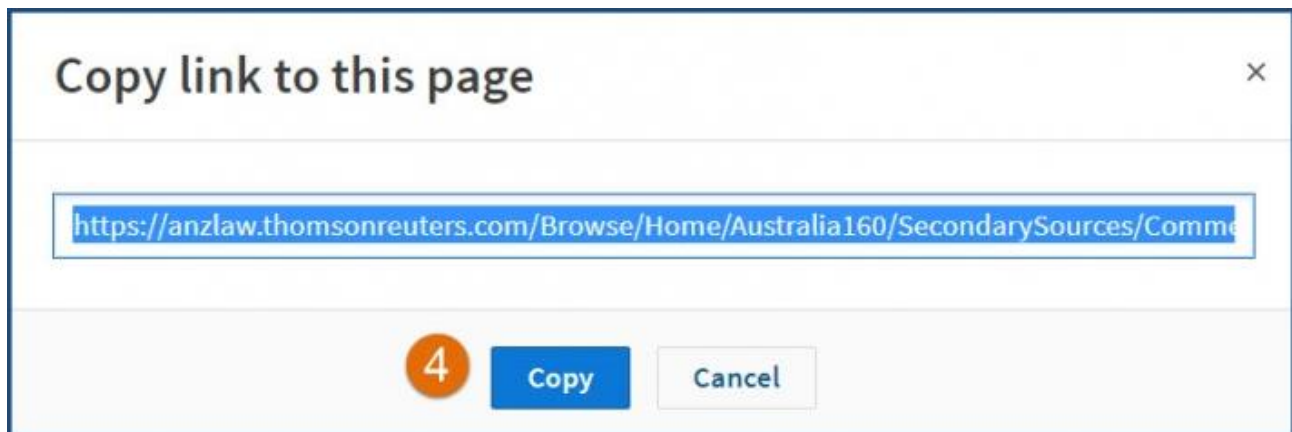 Copy link to this page
https://anzlaw.thomsonreuters.com/Browse/Home/Australia160/SecondarySources/Comme
4 Copy Cancel